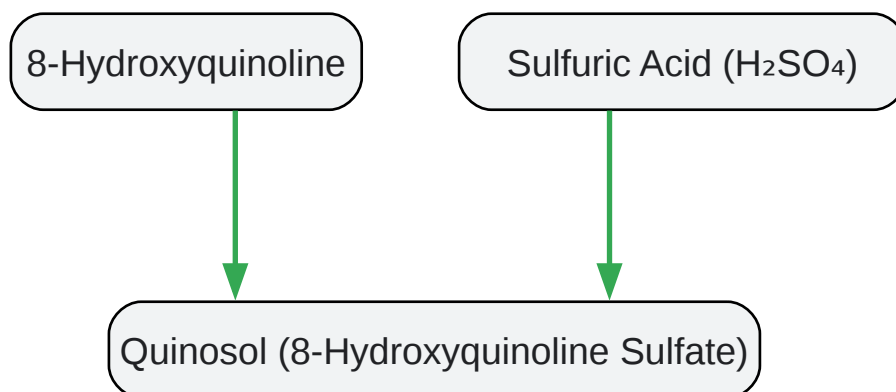 8-Hydroxyquinoline
Sulfuric Acid (H₂SO₄)
Quinosol (8-Hydroxyquinoline Sulfate)